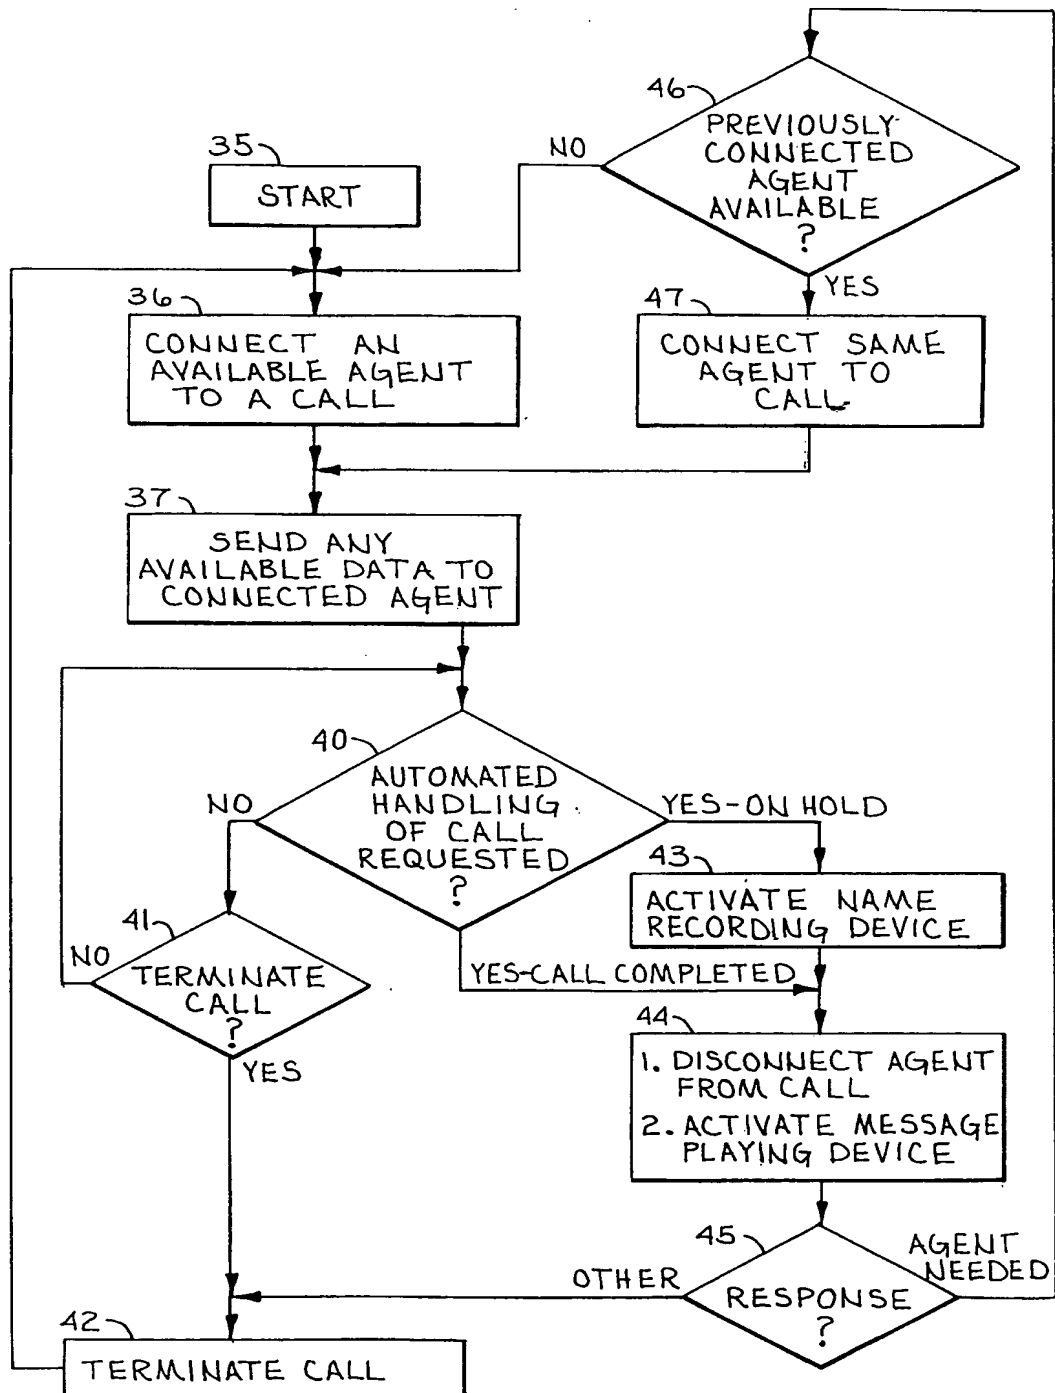 46
PREVIOUSLY
CONNECTED
AGENT
AVAILABLE
?
NO
YES
35
START
36
CONNECT AN
AVAILABLE AGENT
TO A CALL
47
CONNECT SAME
AGENT TO
CALL
37
SEND ANY
AVAILABLE DATA TO
CONNECTED AGENT
40
AUTOMATED
HANDLING
OF CALL
REQUESTED
?
NO
YES-ON HOLD
YES-CALL COMPLETED
43
ACTIVATE NAME
RECORDING DEVICE
41
TERMINATE
CALL
?
NO
YES
44
1. DISCONNECT AGENT
FROM CALL
2. ACTIVATE MESSAGE
PLAYING DEVICE
45
RESPONSE
?
OTHER
AGENT
NEEDED
42
TERMINATE CALL